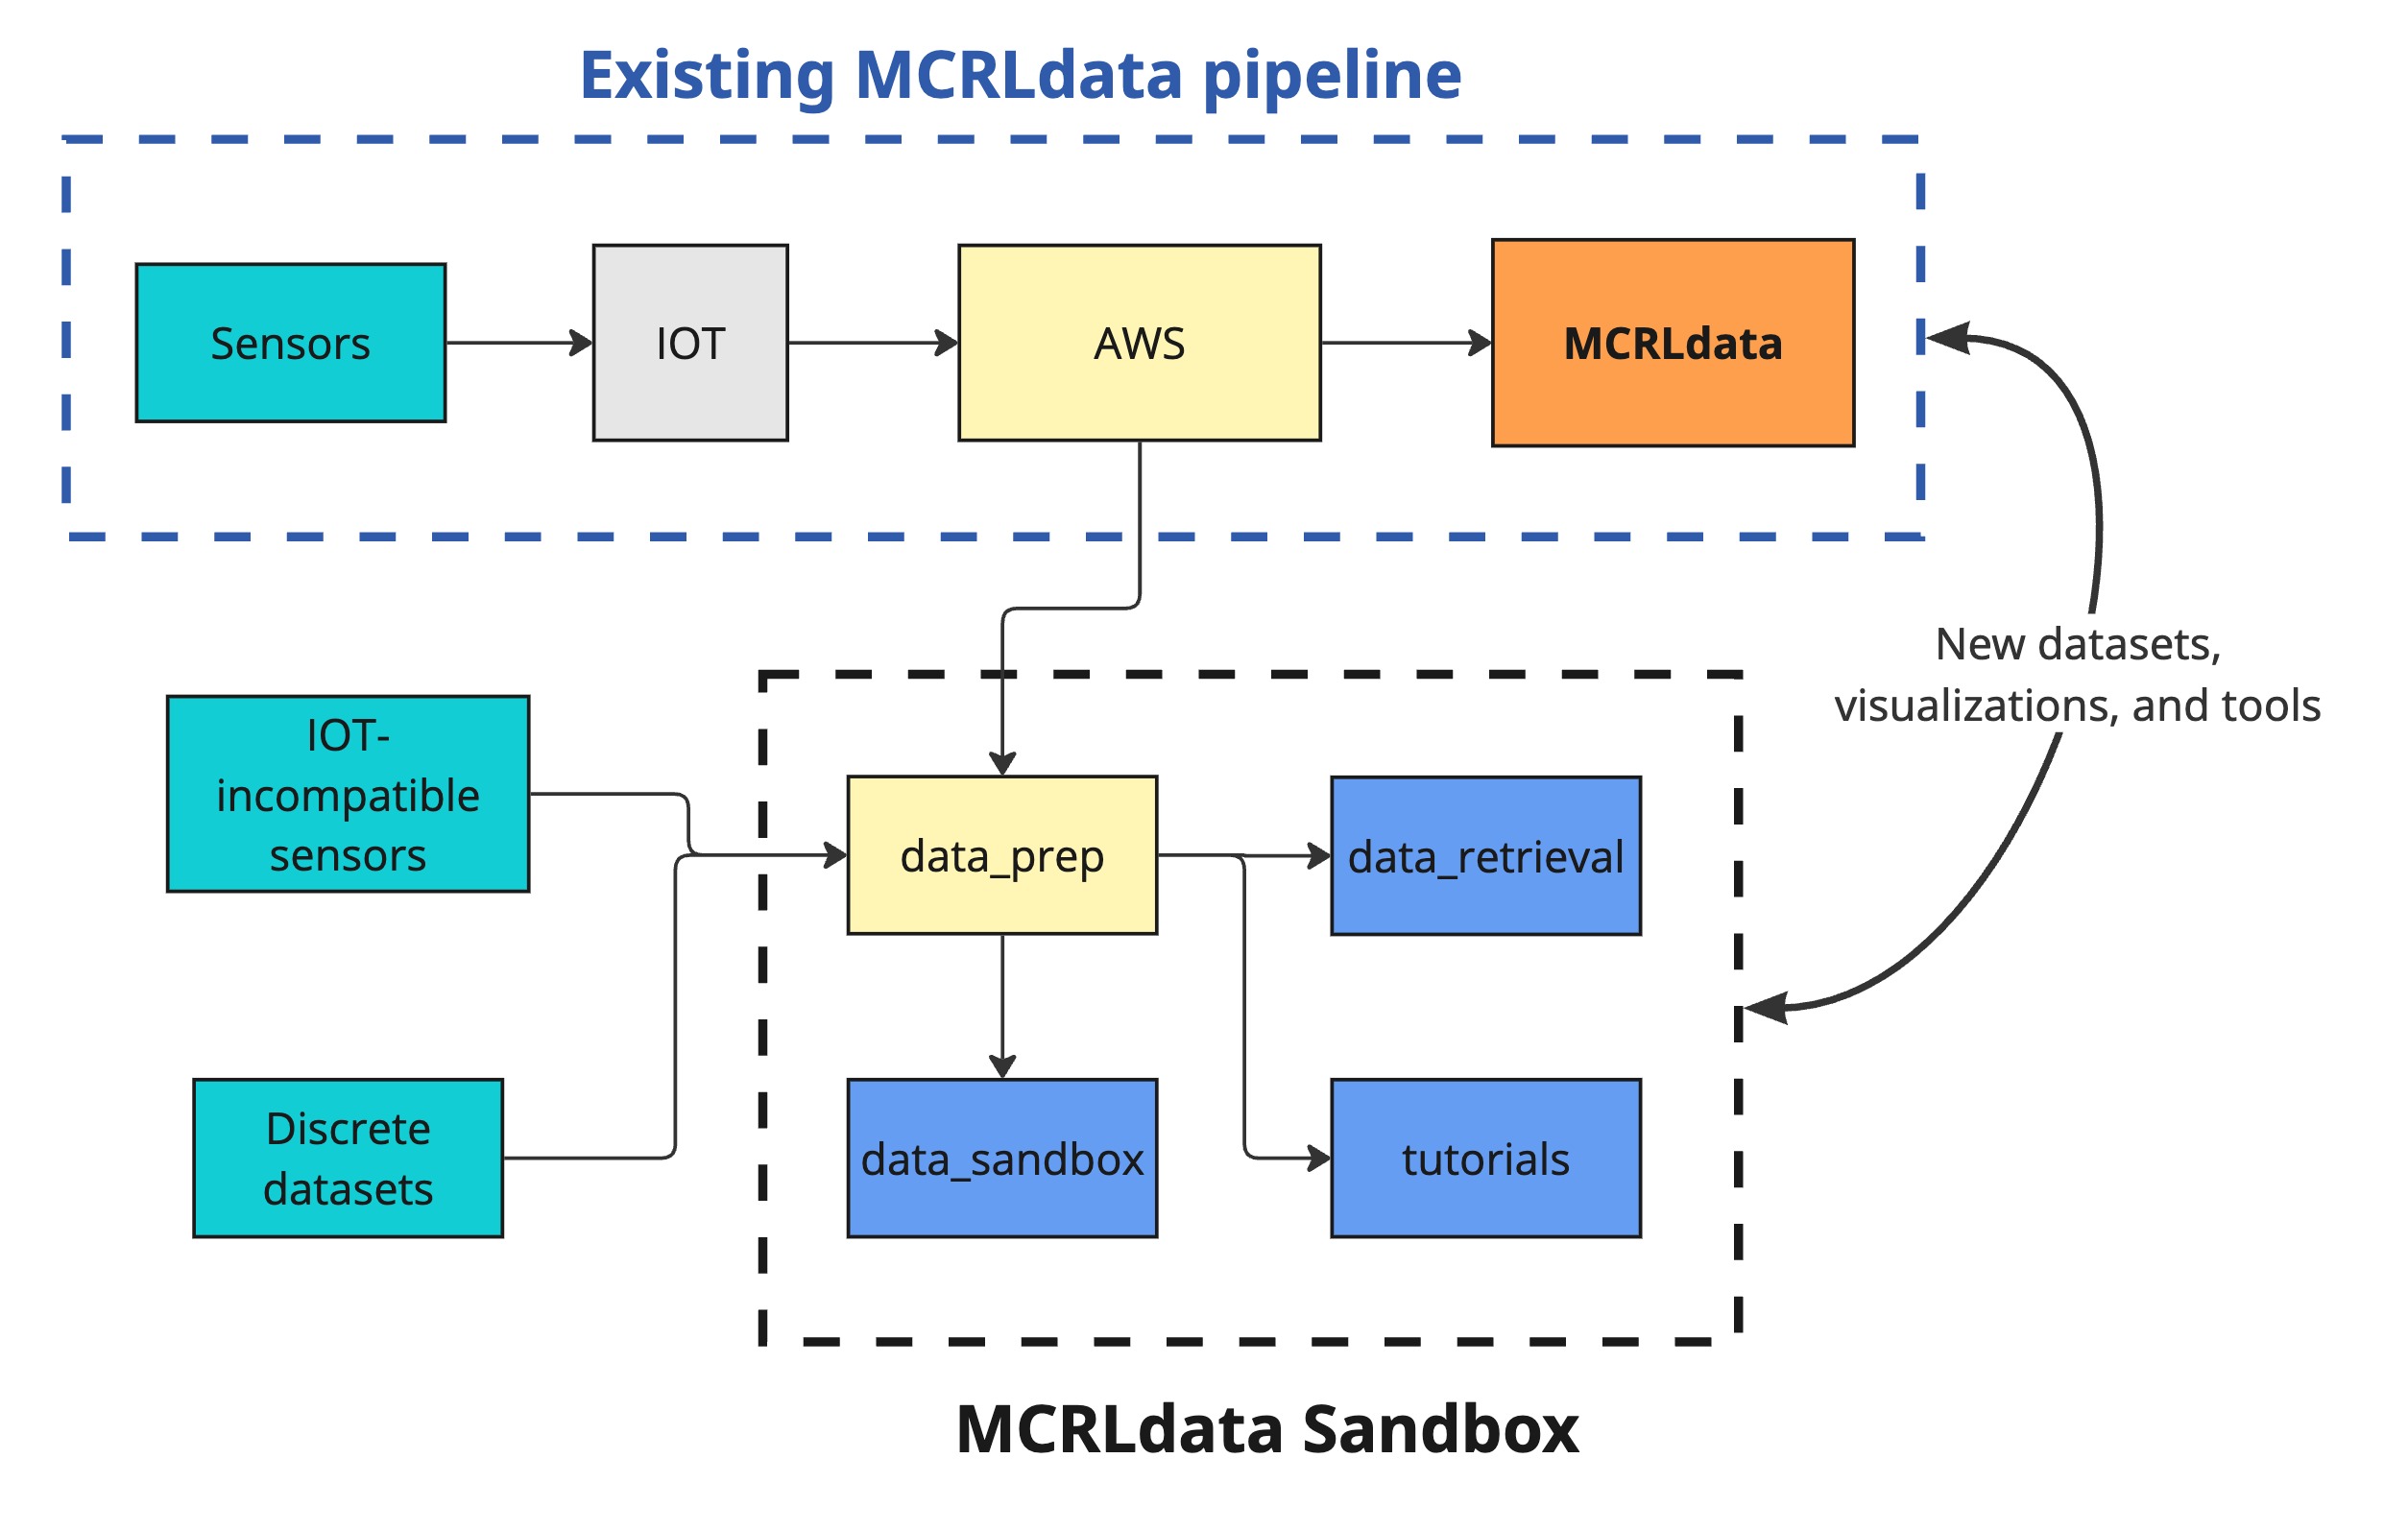 Existing MCRLdata pipeline
Sensors
IOT
AWS
MCRLdata
New datasets,
visualizations, and tools
IOT-
incompatible
sensors
data_prep
data_retrieval
Discrete
datasets
data_sandbox
tutorials
MCRLdata Sandbox